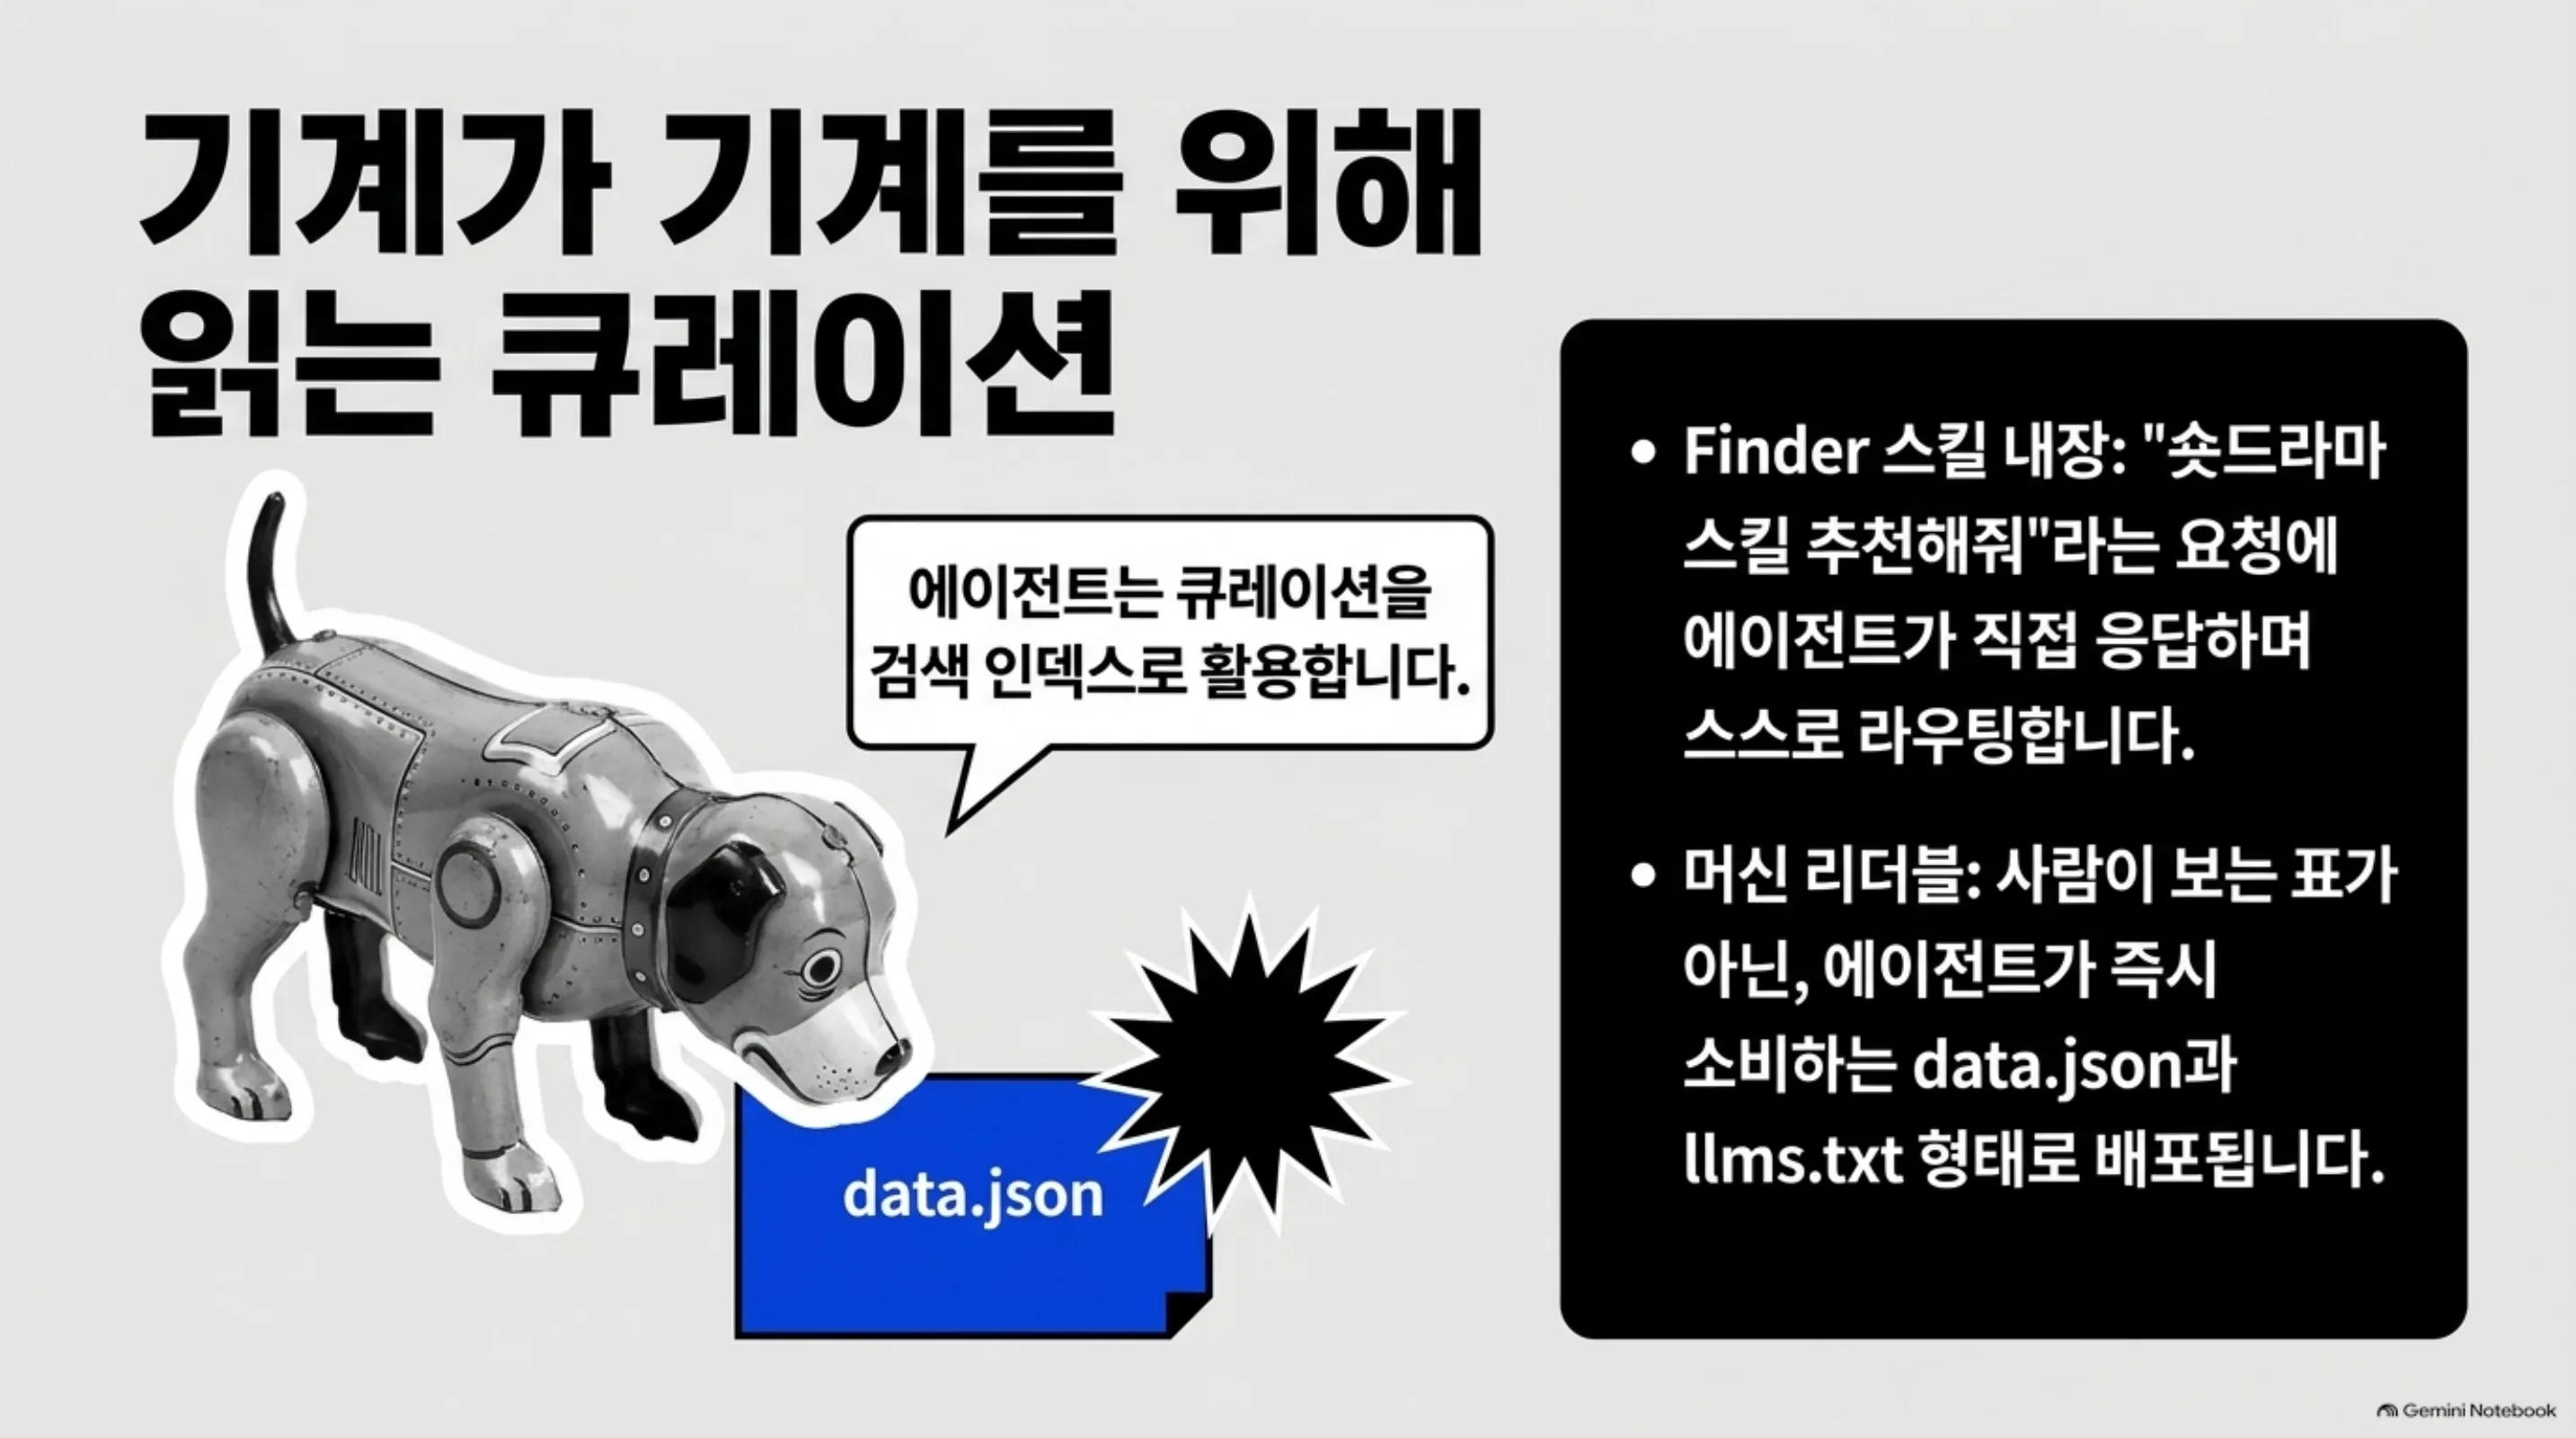 기계가 기계를 위해
읽는 큐레이션
에이전트는 큐레이션을
검색 인덱스로 활용합니다.
data.json
• Finder 스킬 내장: "숏드라마
스킬 추천해줘"라는 요청에
에이전트가 직접 응답하며
스스로 라우팅합니다.
• 머신 리더블: 사람이 보는 표가
아닌, 에이전트가 즉시
소비하는 data.json과
llms.txt 형태로 배포됩니다.
Gemini Notebook